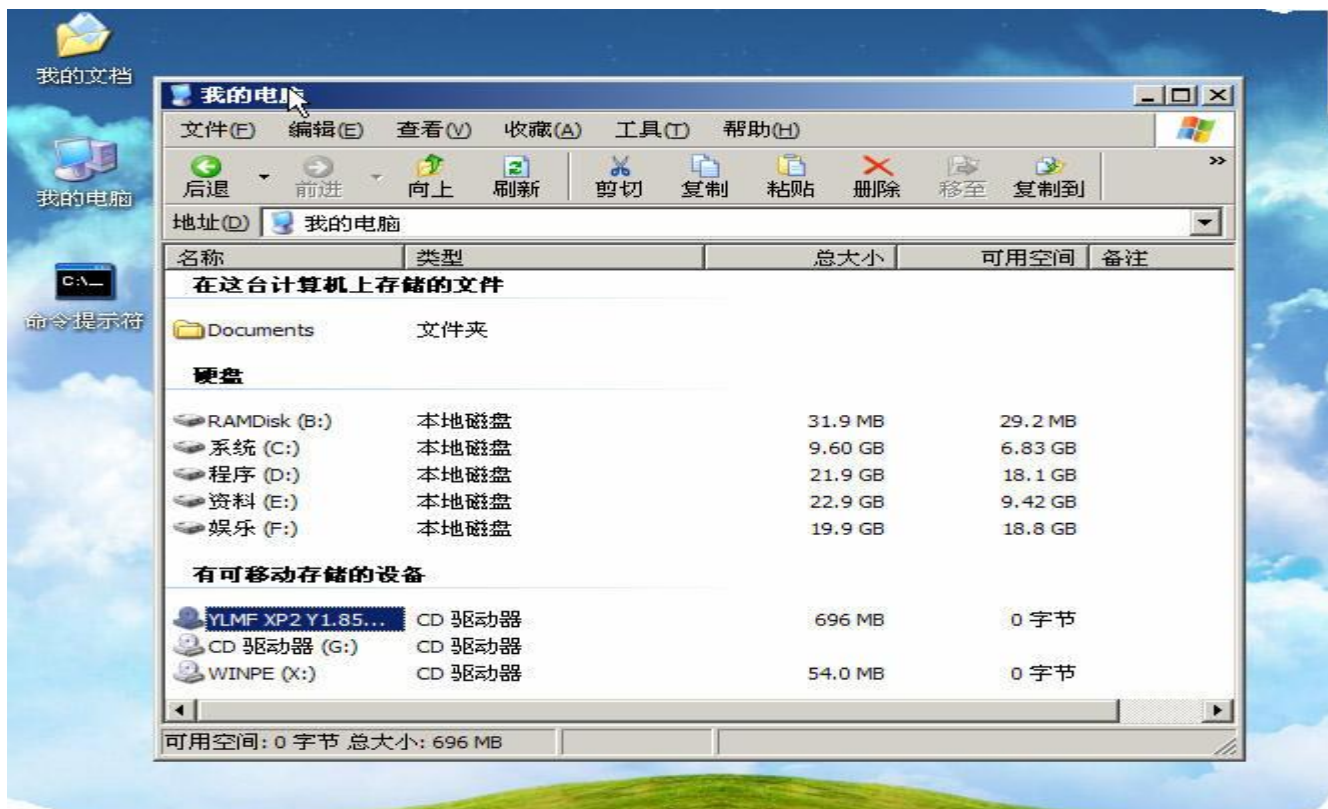 我的文档
我的电脑
命令提示符
C:\
我的电脑
文件(F) 编辑(E) 查看(V) 收藏(A) 工具(T) 帮助(H)
后退 前进 向上 刷新 剪切 复制 粘贴 删除 移至 复制到 »
地址(D) 我的电脑
名称 类型 总大小 可用空间 备注
在这台计算机上存储的文件
Documents 文件夹
硬盘
RAMDisk (B:) 本地磁盘 31.9 MB 29.2 MB
系统 (C:) 本地磁盘 9.60 GB 6.83 GB
程序 (D:) 本地磁盘 21.9 GB 18.1 GB
资料 (E:) 本地磁盘 22.9 GB 9.42 GB
娱乐 (F:) 本地磁盘 19.9 GB 18.8 GB
有可移动存储的设备
YLMF XP2 Y1.85... CD 驱动器 696 MB 0 字节
CD 驱动器 (G:) CD 驱动器
WINPE (X:) CD 驱动器 54.0 MB 0 字节
可用空间: 0 字节 总大小: 696 MB